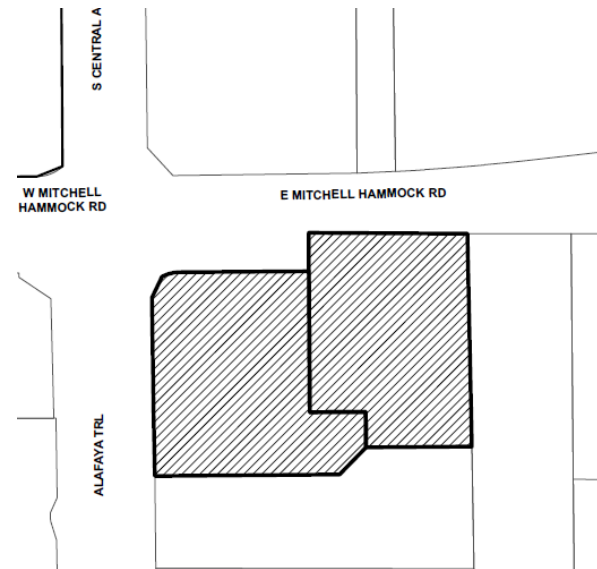 S CENTRAL A
W MITCHELL
HAMMOCK RD
E MITCHELL HAMMOCK RD
ALAFAYA TRL